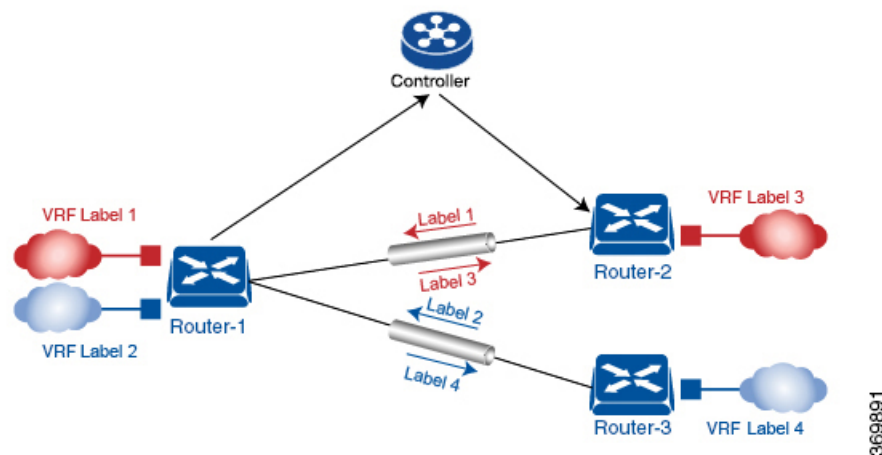 Controller
VRF Label 1
Label 1
VRF Label 3
Label 3
Router-2
Router-1
Label 2
VRF Label 2
Label 4
Router-3
VRF Label 4
369891